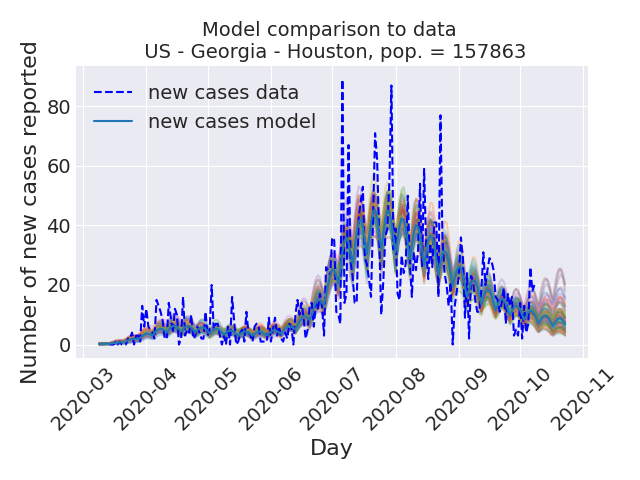 Model comparison to data
US - Georgia - Houston, pop. = 157863
new cases data
new cases model
Number of new cases reported
80
60
40
20
0
2020-03
2020-04
2020-05
2020-06
2020-07
2020-08
2020-09
2020-10
2020-11
Day